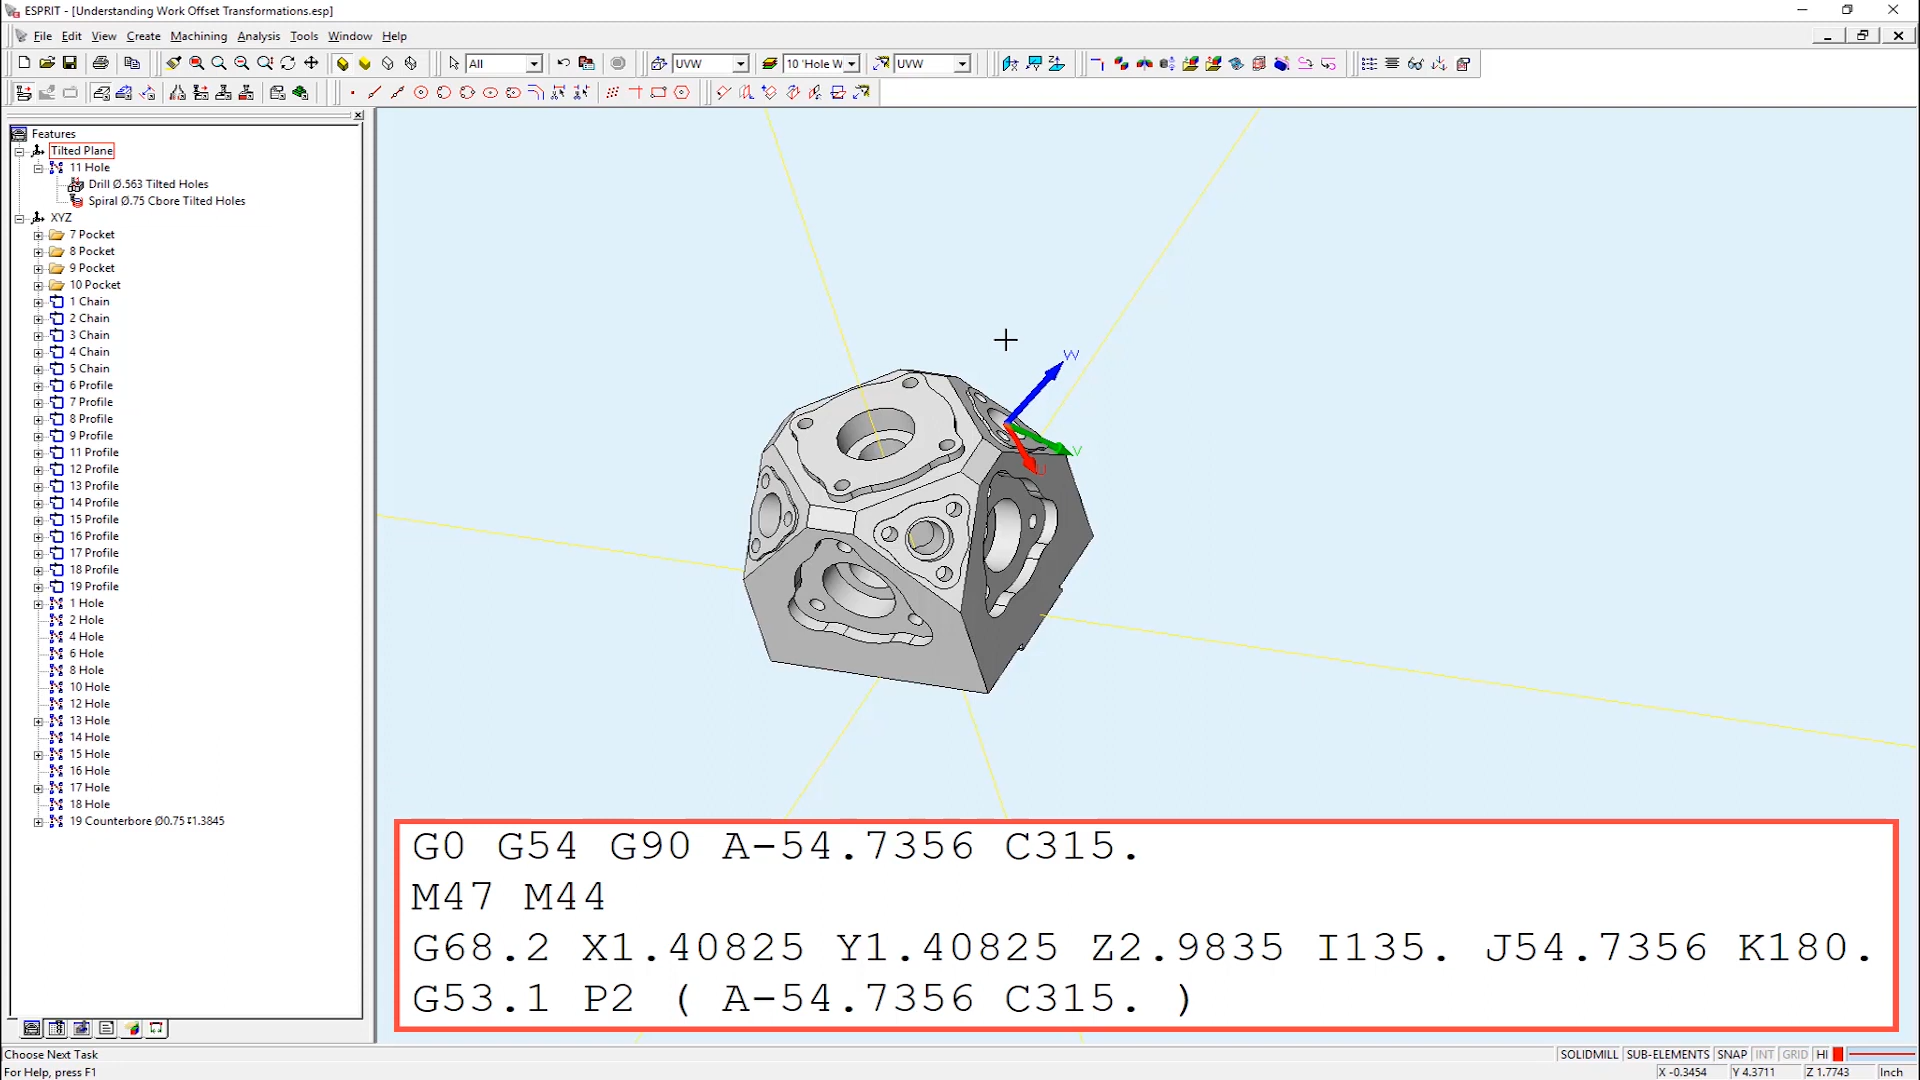 ESPRIT - [Understanding Work Offset Transformations.esp]
File Edit View Create Machining Analysis Tools Window Help
All
UVW
10 'Hole W
UVW
Features
Tilted Plane
11 Hole
Drill Ø.563 Tilted Holes
Spiral Ø.75 Cbore Tilted Holes
XYZ
7 Pocket
8 Pocket
9 Pocket
10 Pocket
1 Chain
2 Chain
3 Chain
4 Chain
5 Chain
6 Profile
7 Profile
8 Profile
9 Profile
11 Profile
12 Profile
13 Profile
14 Profile
15 Profile
16 Profile
17 Profile
18 Profile
19 Profile
1 Hole
2 Hole
4 Hole
6 Hole
8 Hole
10 Hole
12 Hole
13 Hole
14 Hole
15 Hole
16 Hole
17 Hole
18 Hole
19 Counterbore Ø0.75↧1.3845
W
V
U
G0 G54 G90 A-54.7356 C315.
M47 M44
G68.2 X1.40825 Y1.40825 Z2.9835 I135. J54.7356 K180.
G53.1 P2 ( A-54.7356 C315. )
Choose Next Task
SOLIDMILL SUB-ELEMENTS SNAP INT GRID HI
For Help, press F1
X -0.3454 Y 4.3711 Z 1.7743 Inch